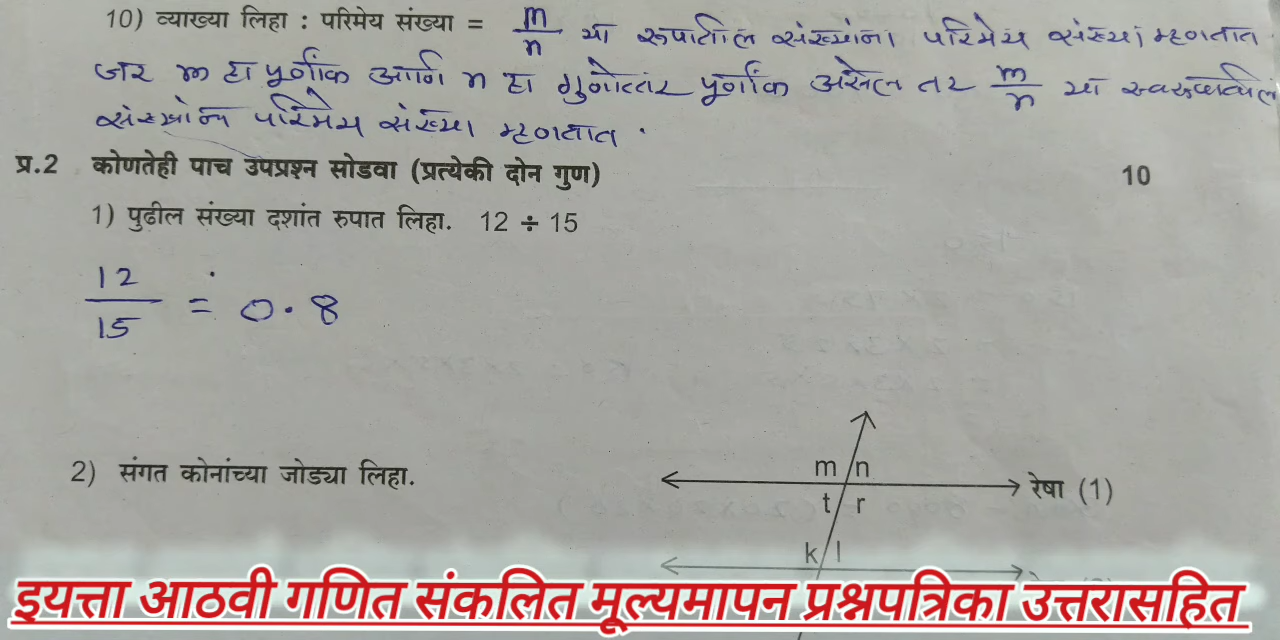 10) व्याख्या लिहा : परिमेय संख्या = m/n या रुपातील संख्यांना परिमेय संख्या म्हणतात
जर m हा पूर्णांक आणि n हा पूर्णांक असेल तर m/n या
परिमेय संख्या म्हणतात .
प्र.2 कोणतेही पाच उपप्रश्न सोडवा (प्रत्येकी दोन गुण) 10
1) पुढील संख्या दशांत रुपात लिहा. 12 ÷ 15
12/15 = 0.8
2) संगत कोनांच्या जोड्या लिहा.
m n
रेषा (1)
t r
k l
इयत्ता आठवी गणित संकलित मूल्यमापन प्रश्नपत्रिका उत्तरासहित